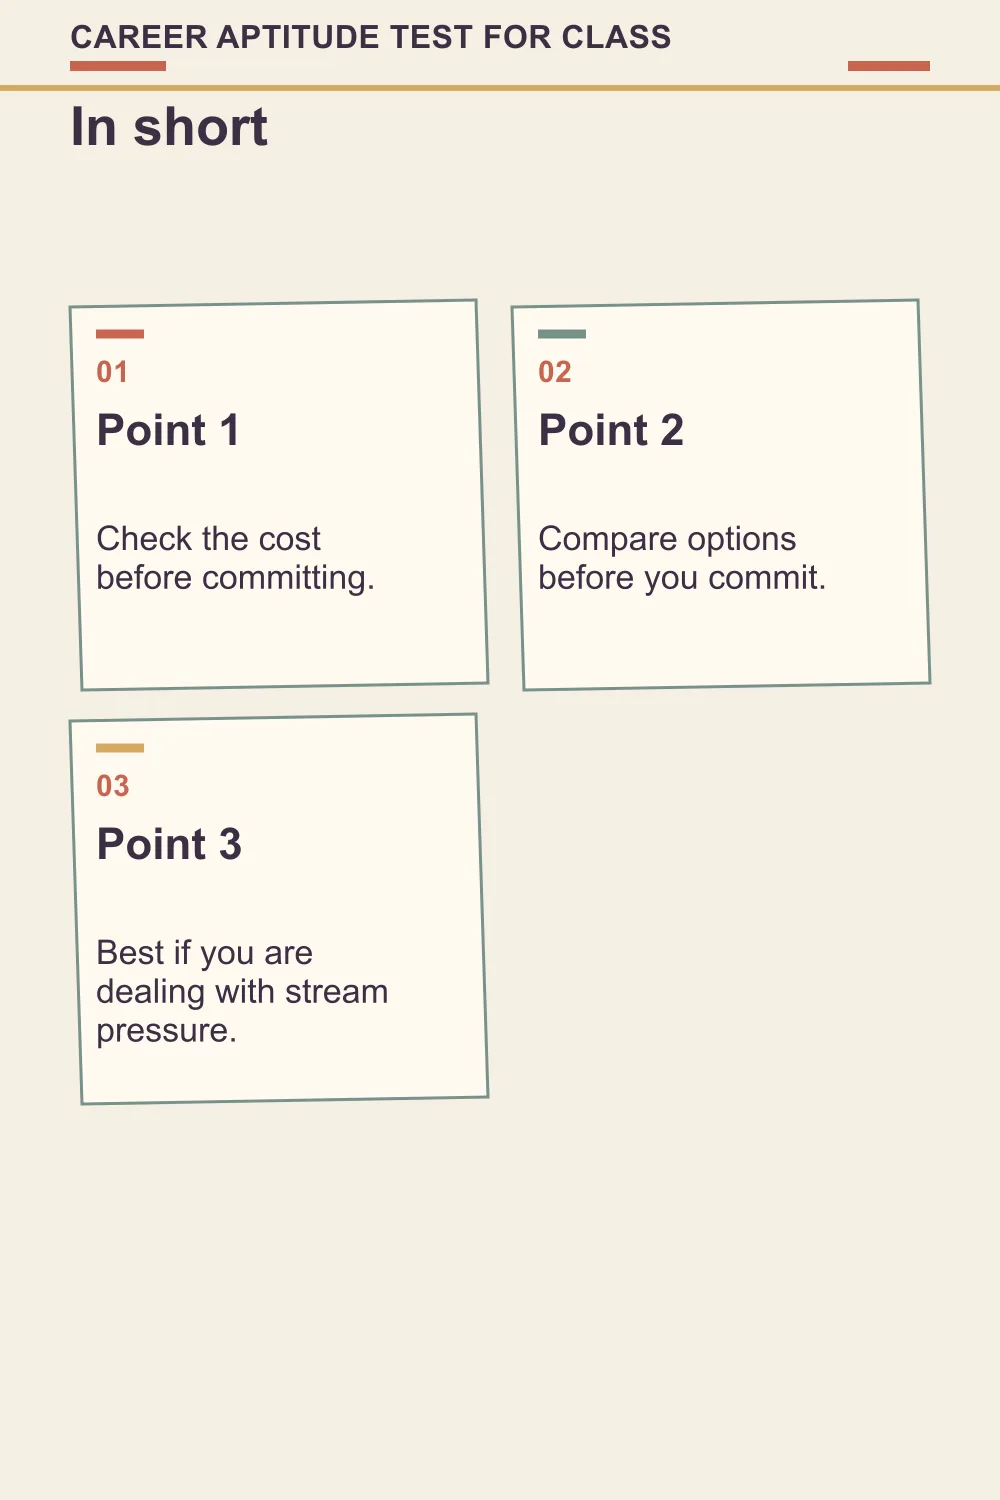 CAREER APTITUDE TEST FOR CLASS
In short
01
Point 1
Check the cost
before committing.
02
Point 2
Compare options
before you commit.
03
Point 3
Best if you are
dealing with stream
pressure.